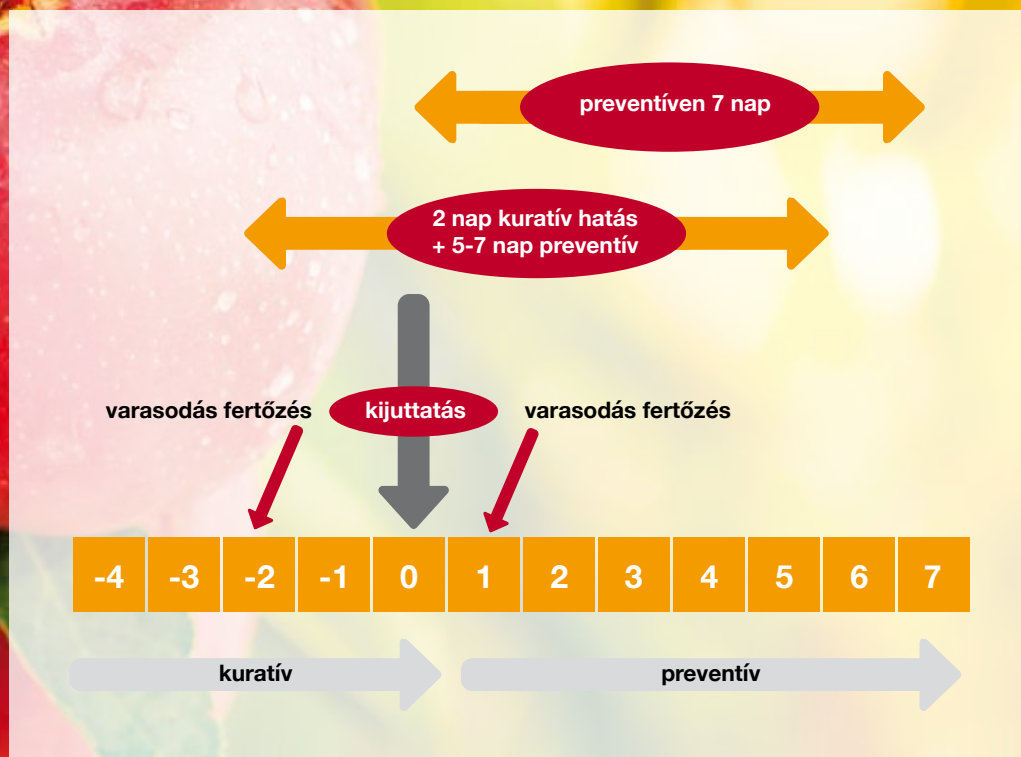 preventíven 7 nap
2 nap kuratív hatás
+ 5-7 nap preventív
varasodás fertőzés
kijuttatás
varasodás fertőzés
-4 -3 -2 -1 0 1 2 3 4 5 6 7
kuratív
preventív